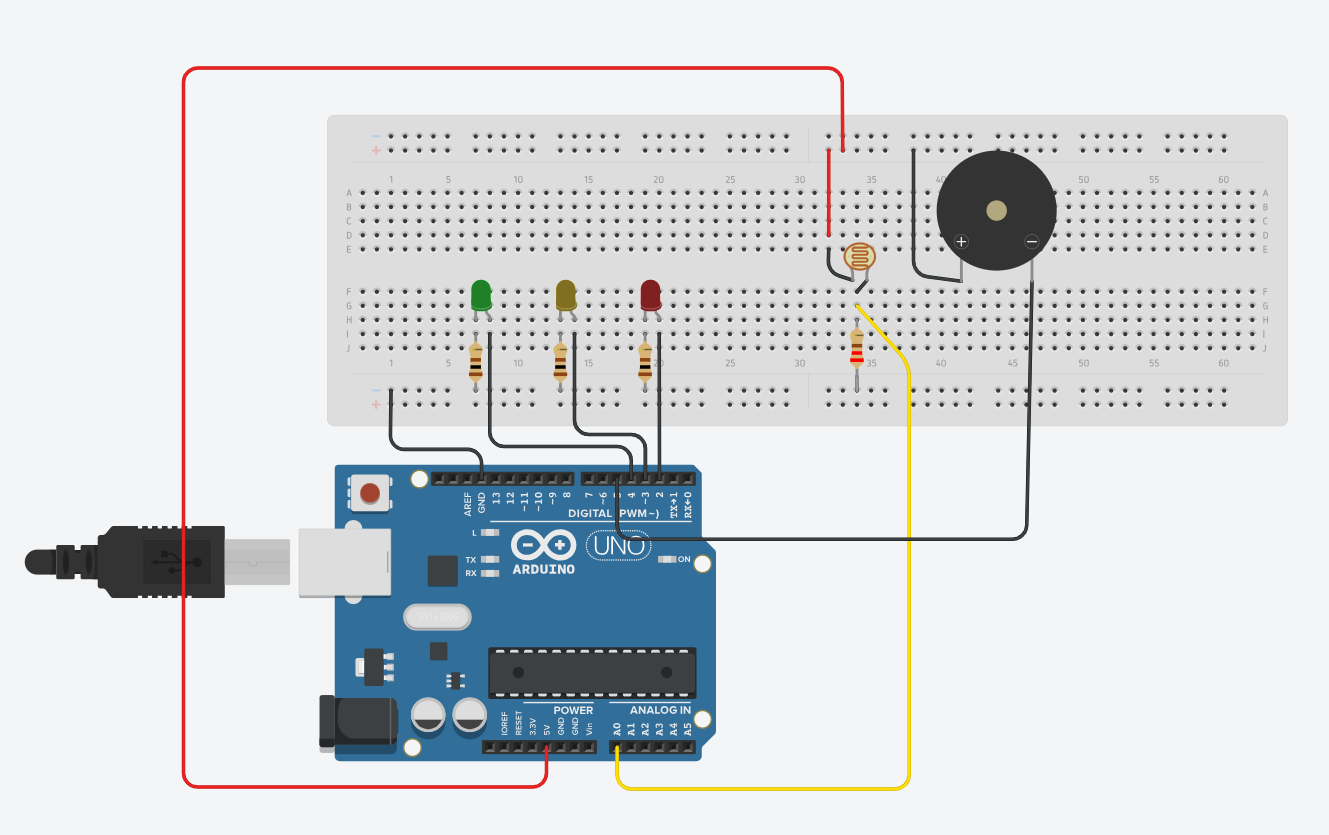 − 
+
1 5 10 15 20 25 30 35 40 50 55 60
A A
B B
C C
D D
E E
+ −
F F
G G
H H
I I
J J
1 5 10 15 20 25 30 35 40 45 50 55 60
−
+
AREF GND 13 12 ~11 ~10 ~9 8 7 ~6 4 ~3 2 TX→1 RX←0
DIGITAL (PWM~)
L
TX
RX
UNO
ON
ARDUINO
POWER
ANALOG IN
IOREF RESET 3.3V 5V GND GND Vin A0 A1 A2 A3 A4 A5